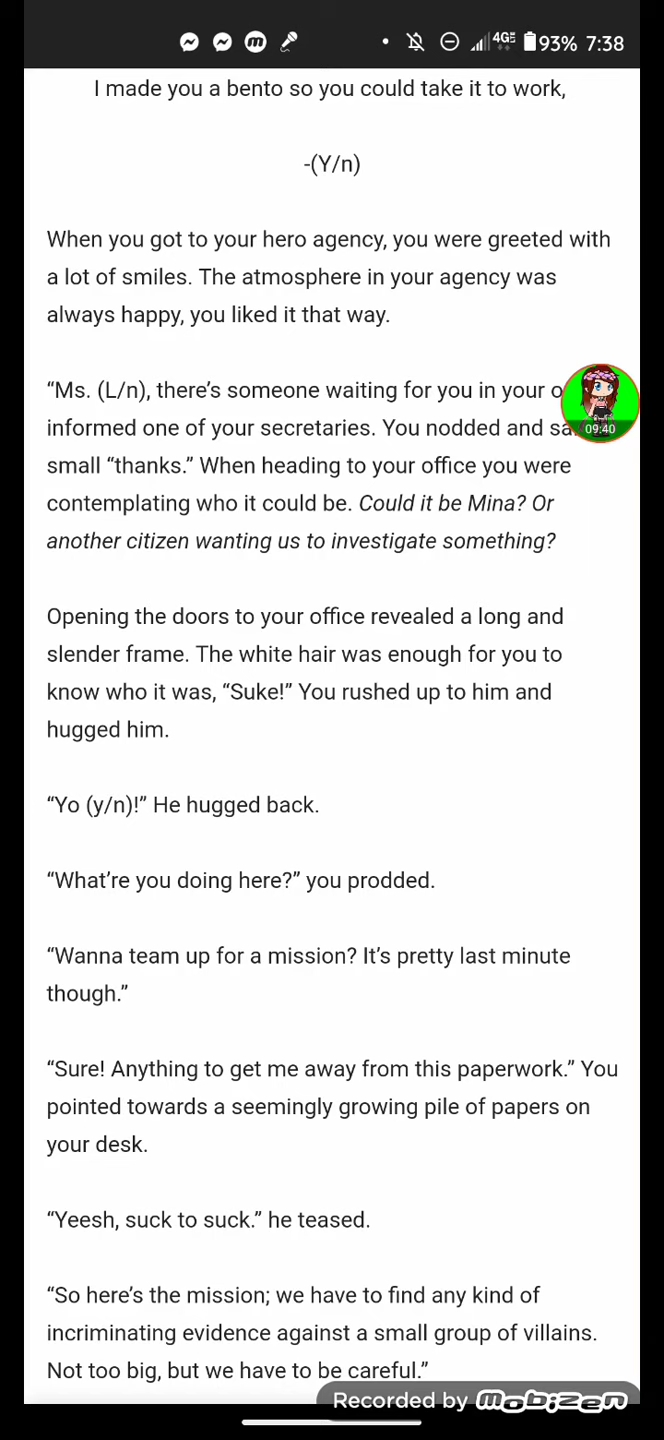 93% 7:38
4GE
I made you a bento so you could take it to work,
-(Y/n)
When you got to your hero agency, you were greeted with
a lot of smiles. The atmosphere in your agency was
always happy, you liked it that way.
“Ms. (L/n), there’s someone waiting for you in your o
informed one of your secretaries. You nodded and sa
09:40
small “thanks.” When heading to your office you were
contemplating who it could be. Could it be Mina? Or
another citizen wanting us to investigate something?
Opening the doors to your office revealed a long and
slender frame. The white hair was enough for you to
know who it was, “Suke!” You rushed up to him and
hugged him.
“Yo (y/n)!” He hugged back.
“What’re you doing here?” you prodded.
“Wanna team up for a mission? It’s pretty last minute
though.”
“Sure! Anything to get me away from this paperwork.” You
pointed towards a seemingly growing pile of papers on
your desk.
“Yeesh, suck to suck.” he teased.
“So here’s the mission; we have to find any kind of
incriminating evidence against a small group of villains.
Not too big, but we have to be careful.”
Recorded by mobizen